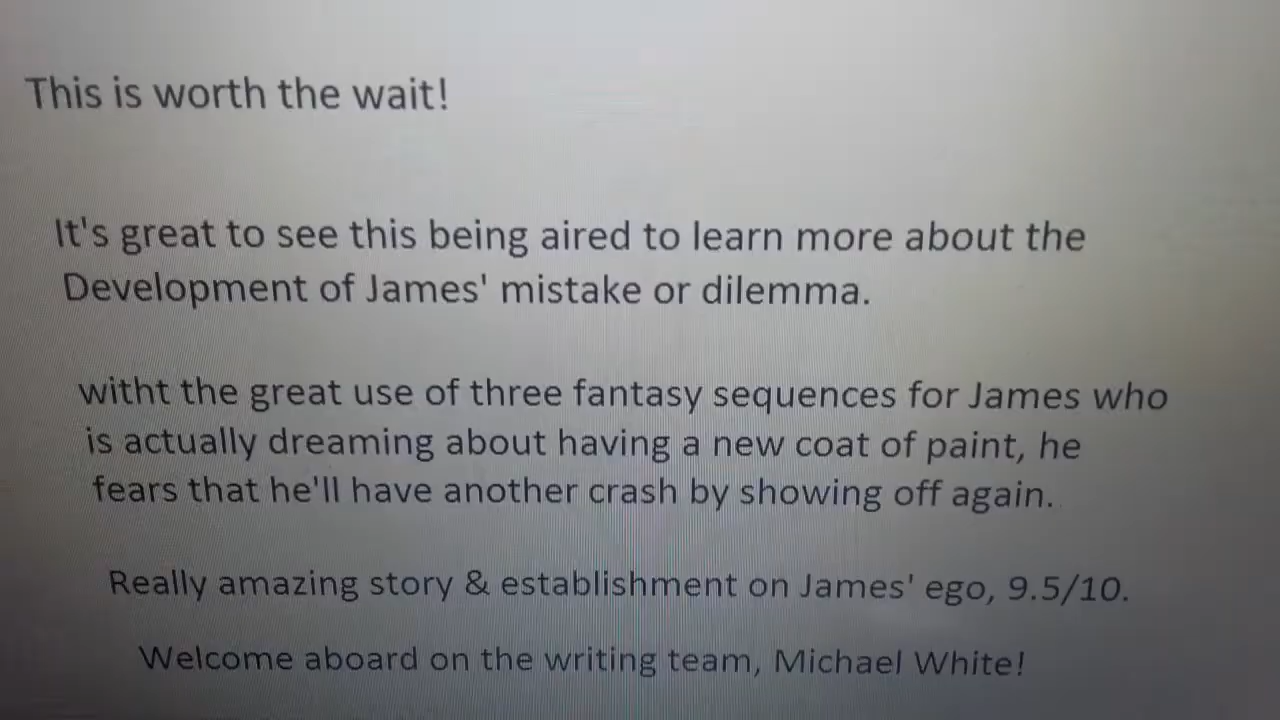 This is worth the wait!
It's great to see this being aired to learn more about the
Development of James' mistake or dilemma.
witht the great use of three fantasy sequences for James who
is actually dreaming about having a new coat of paint, he
fears that he'll have another crash by showing off again.
Really amazing story & establishment on James' ego, 9.5/10.
Welcome aboard on the writing team, Michael White!